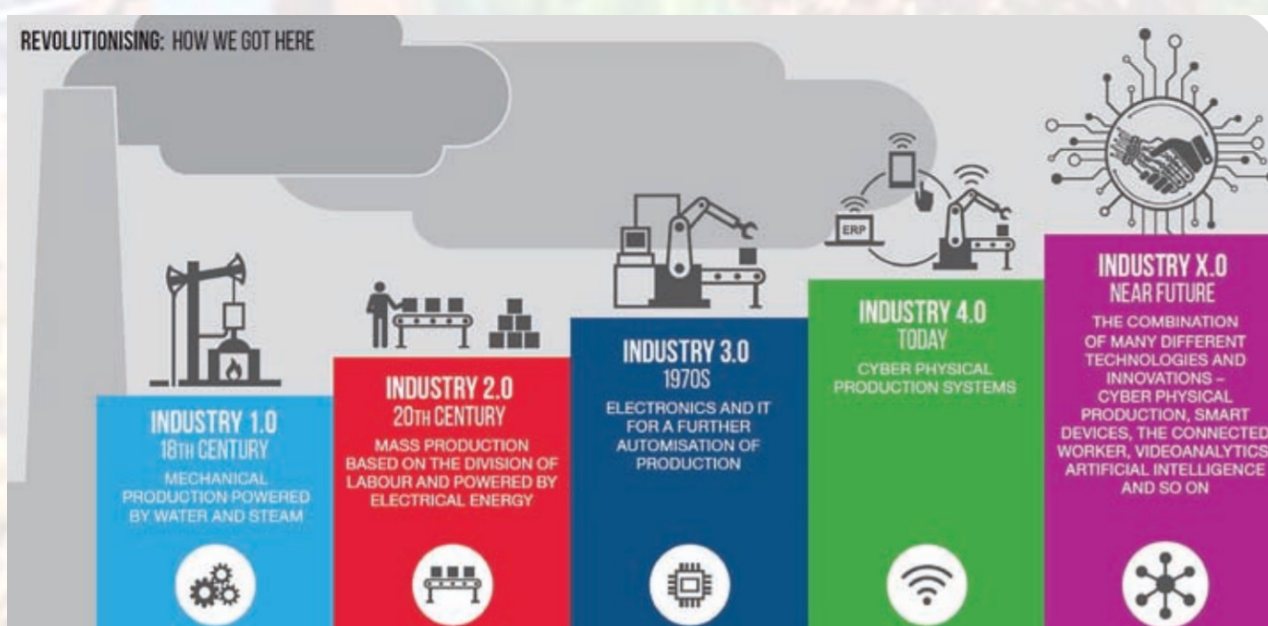 REVOLUTIONISING: HOW WE GOT HERE
ERP
INDUSTRY 1.0
18TH CENTURY
MECHANICAL
PRODUCTION POWERED
BY WATER AND STEAM
INDUSTRY 2.0
20TH CENTURY
MASS PRODUCTION
BASED ON THE DIVISION OF
LABOUR AND POWERED BY
ELECTRICAL ENERGY
INDUSTRY 3.0
1970S
ELECTRONICS AND IT
FOR A FURTHER
AUTOMISATION OF
PRODUCTION
INDUSTRY 4.0
TODAY
CYBER PHYSICAL
PRODUCTION SYSTEMS
INDUSTRY X.0
NEAR FUTURE
THE COMBINATION
OF MANY DIFFERENT
TECHNOLOGIES AND
INNOVATIONS –
CYBER PHYSICAL
PRODUCTION, SMART
DEVICES, THE CONNECTED
WORKER, VIDEOANALYTICS
ARTIFICIAL INTELLIGENCE
AND SO ON